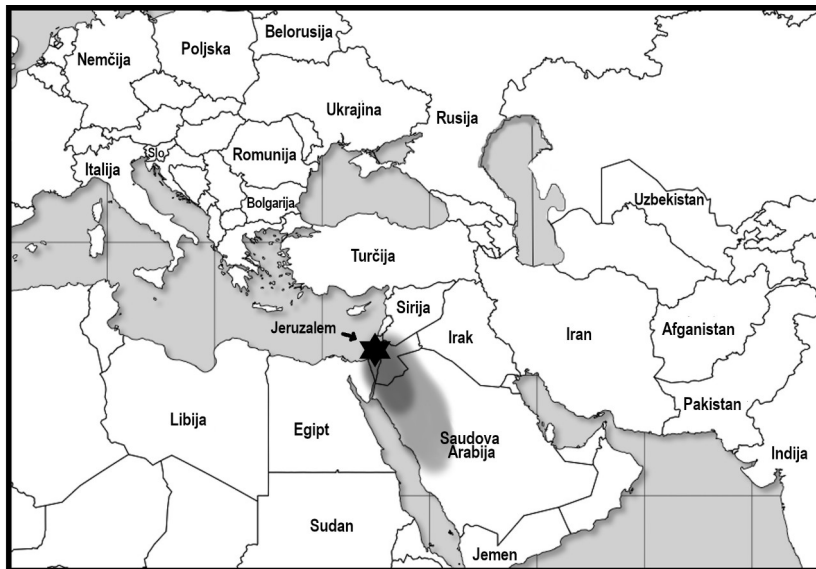 Belorusija
Poljska
Nemčija
Ukrajina
Rusija
Slo.
Romunija
Italija
Bolgarija
Uzbekistan
Turčija
Sirija
Jeruzalem
Irak
Iran
Afganistan
Pakistan
Libija
Egipt
Saudova
Arabija
Indija
Sudan
Jemen